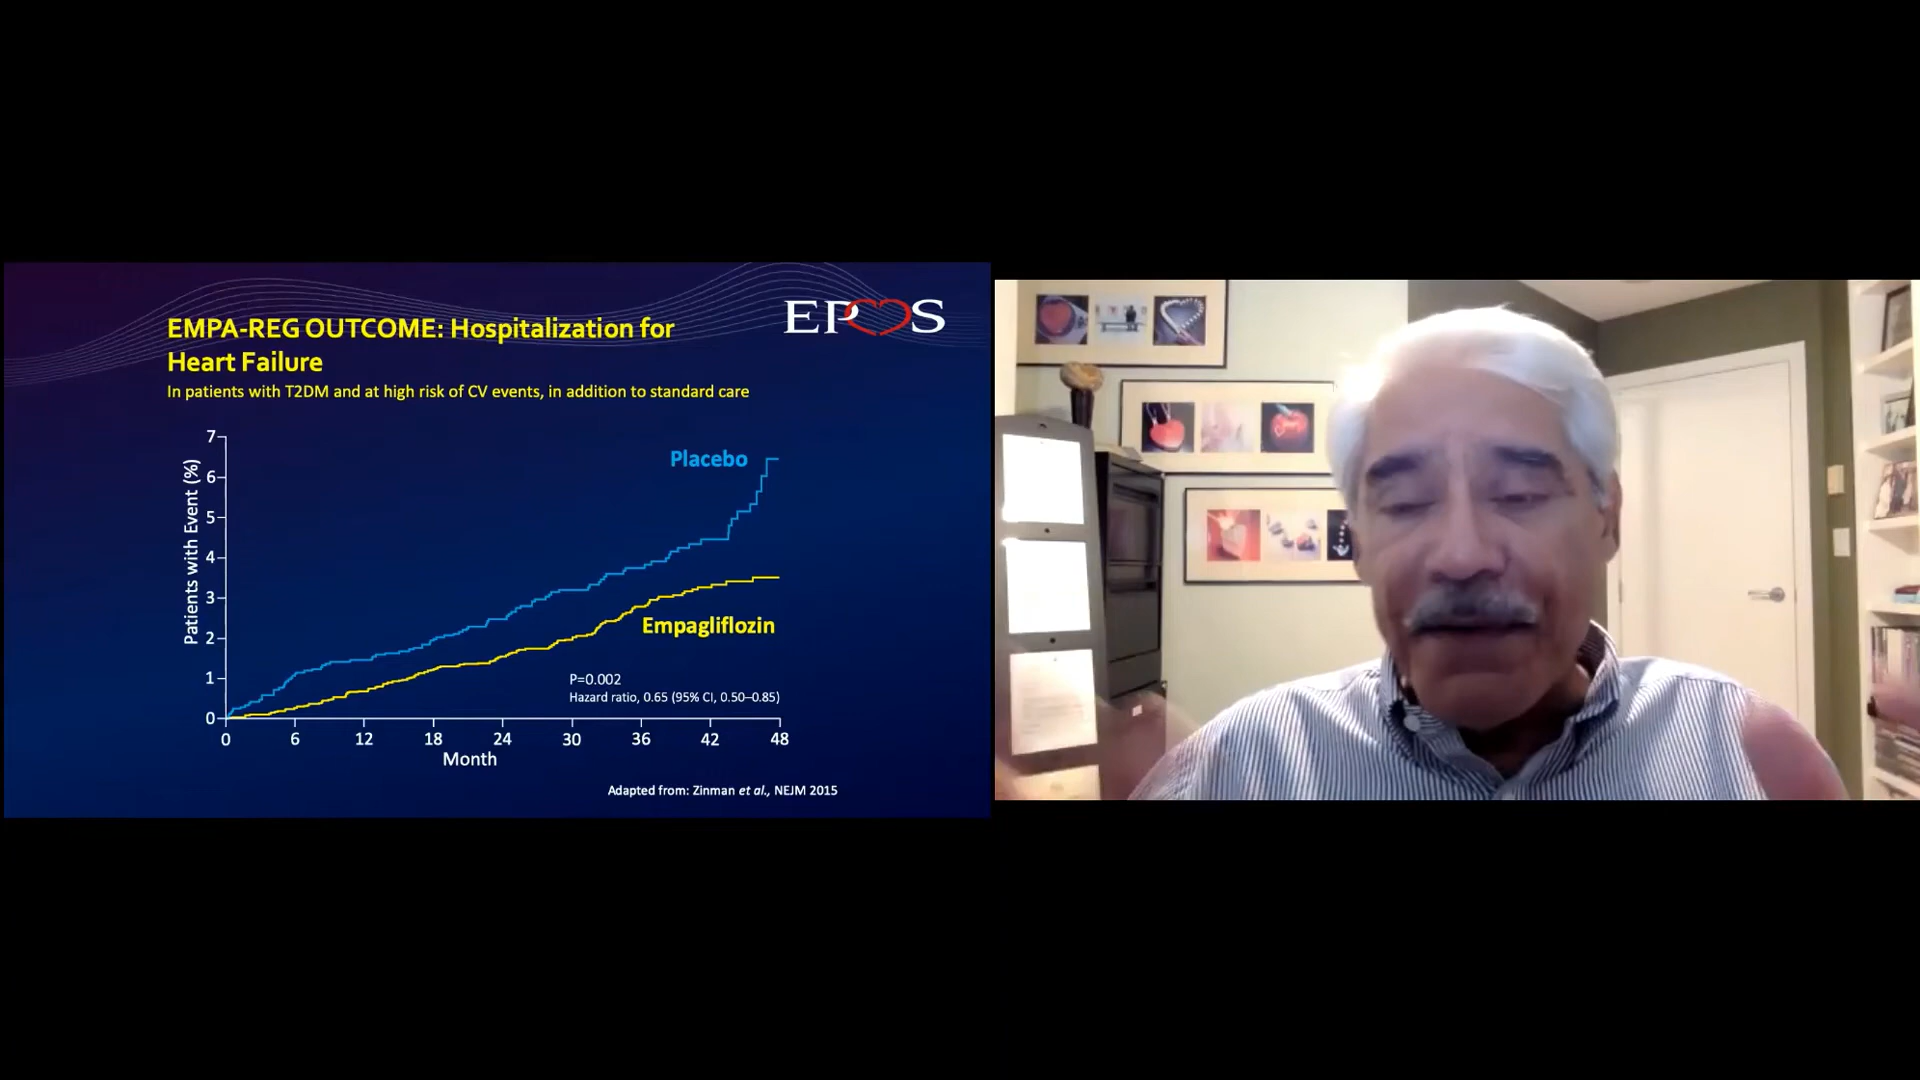 EPOS
EMPA-REG OUTCOME: Hospitalization for
Heart Failure
In patients with T2DM and at high risk of CV events, in addition to standard care
Patients with Event (%)
7
6
5
4
3
2
1
0
Placebo
Empagliflozin
P=0.002
Hazard ratio, 0.65 (95% CI, 0.50–0.85)
0 6 12 18 24 30 36 42 48
Month
Adapted from: Zinman et al., NEJM 2015